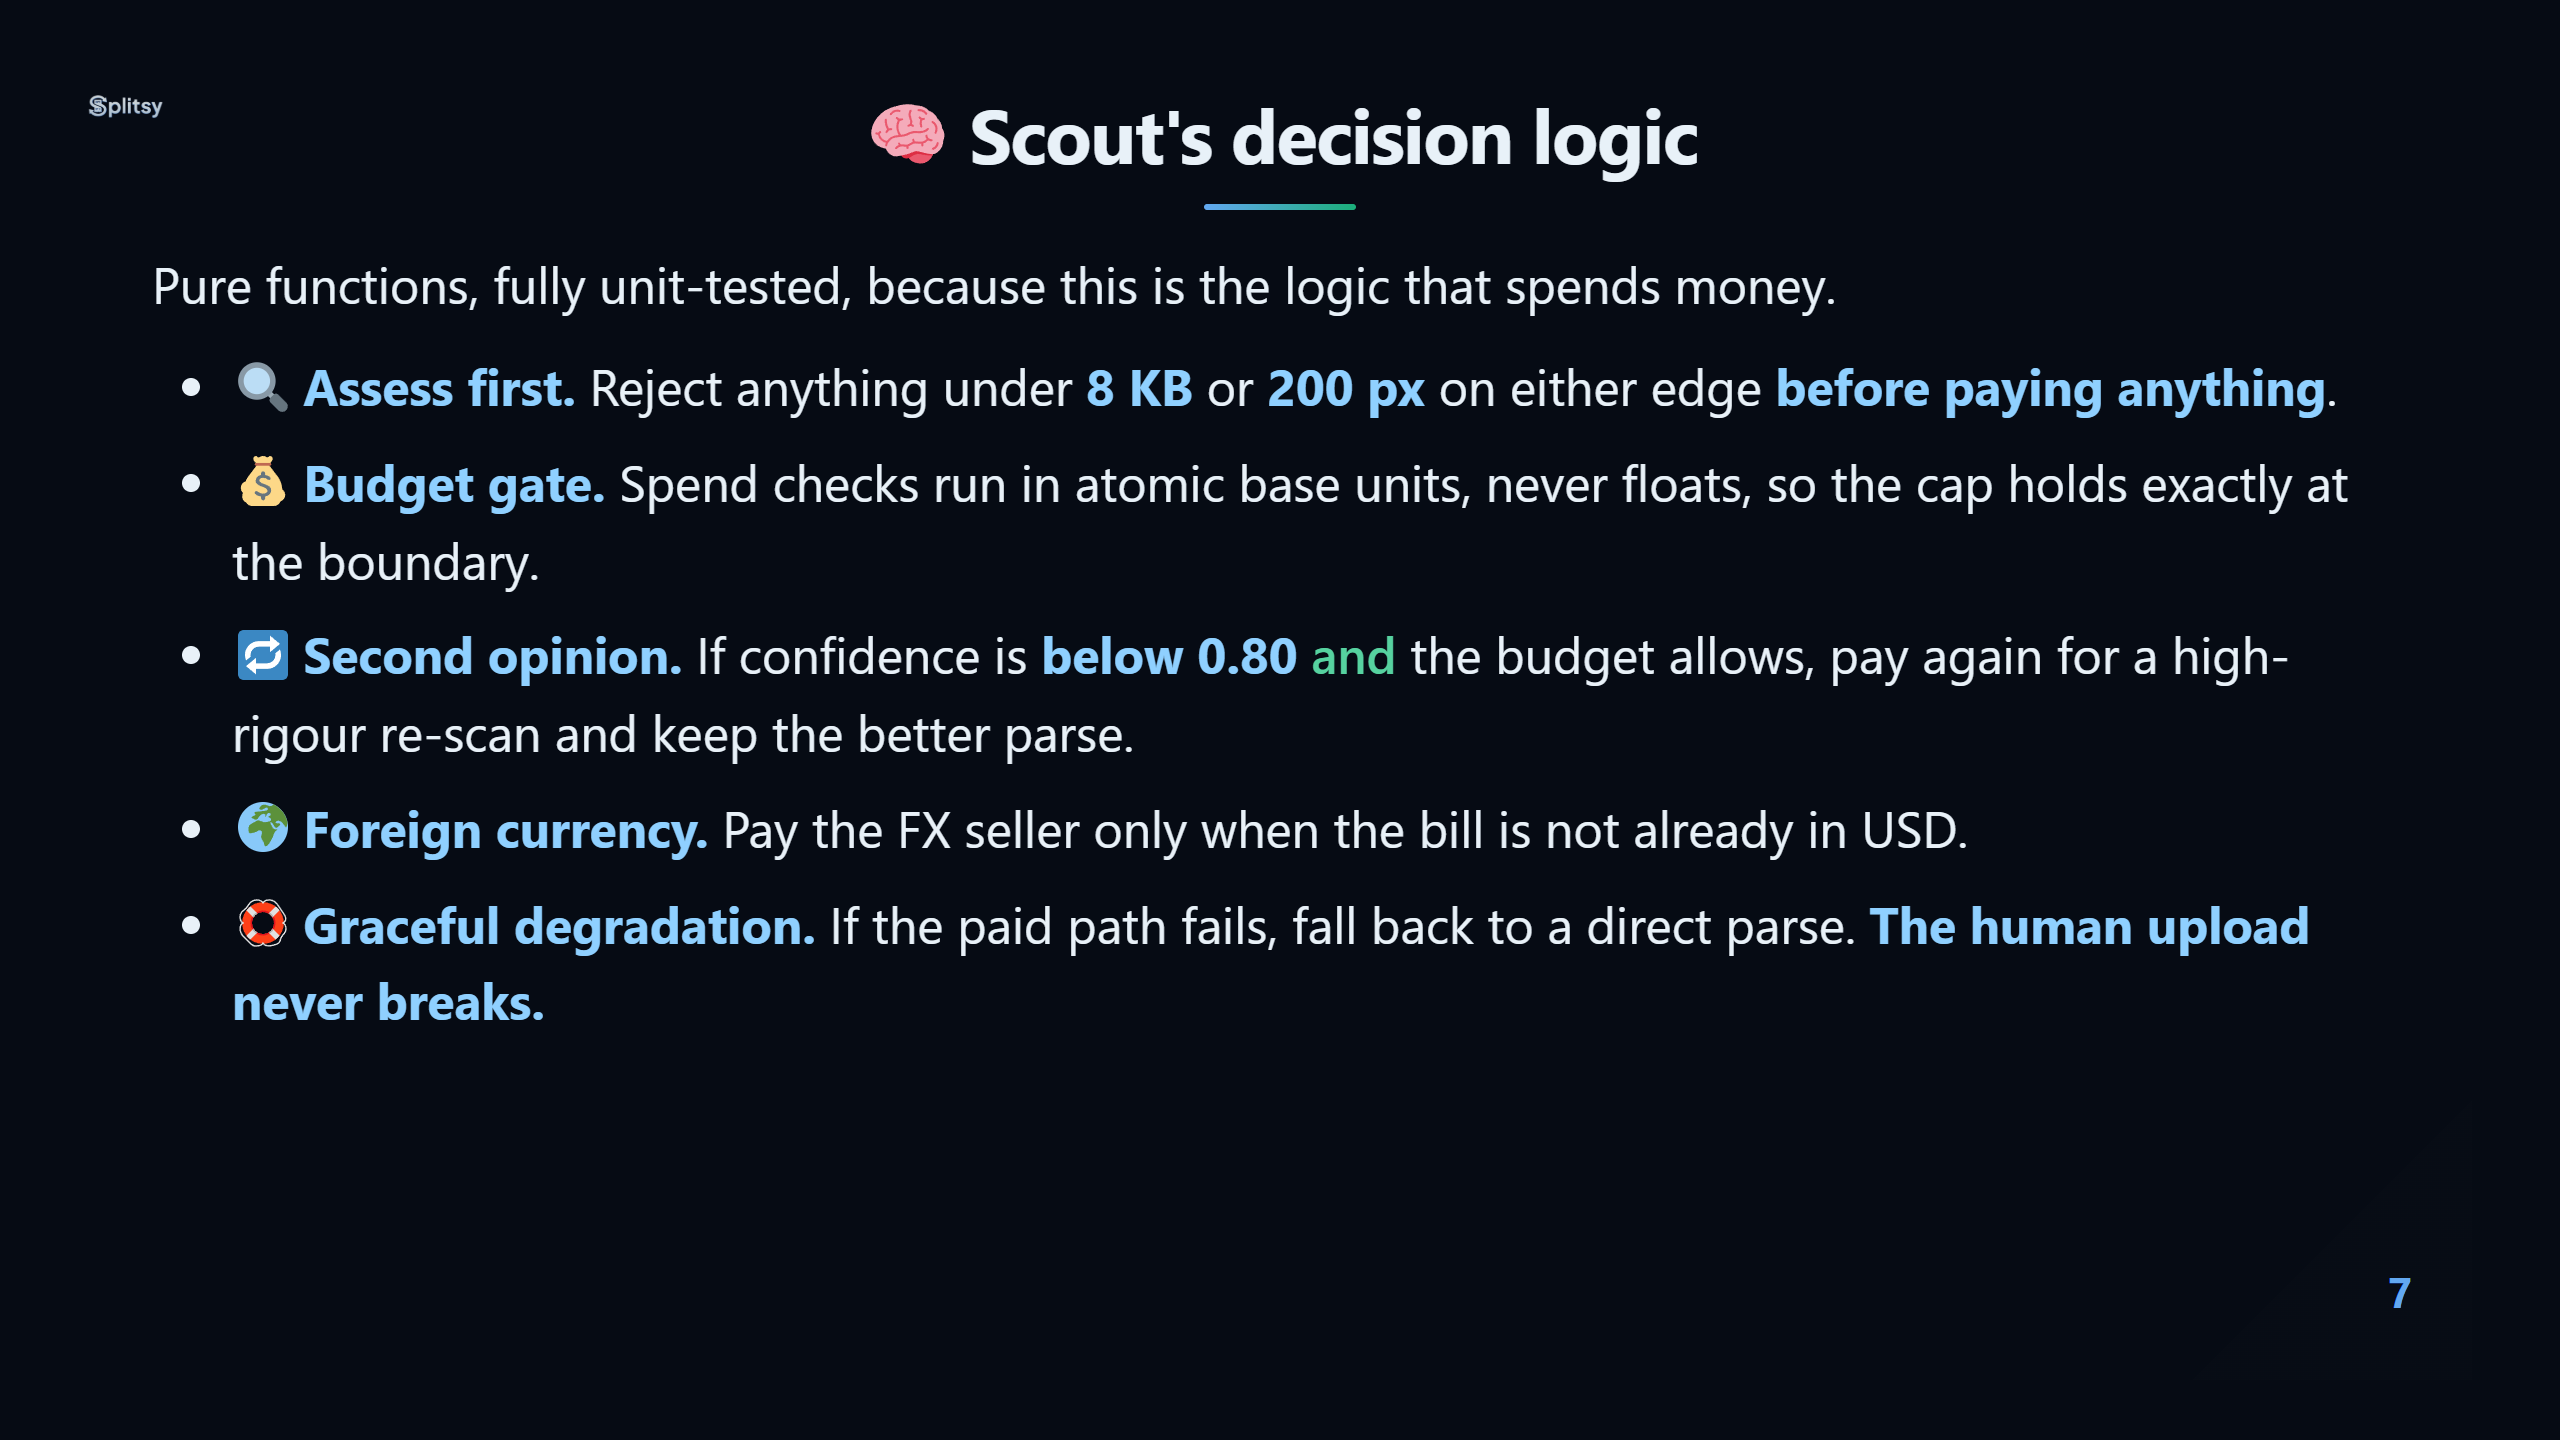 Splitsy
🧠 Scout's decision logic
Pure functions, fully unit-tested, because this is the logic that spends money.
• 🔍 Assess first. Reject anything under 8 KB or 200 px on either edge before paying anything.
• 💰 Budget gate. Spend checks run in atomic base units, never floats, so the cap holds exactly at
the boundary.
• 🔁 Second opinion. If confidence is below 0.80 and the budget allows, pay again for a high-
rigour re-scan and keep the better parse.
• 🌍 Foreign currency. Pay the FX seller only when the bill is not already in USD.
• 🛟 Graceful degradation. If the paid path fails, fall back to a direct parse. The human upload
never breaks.
7